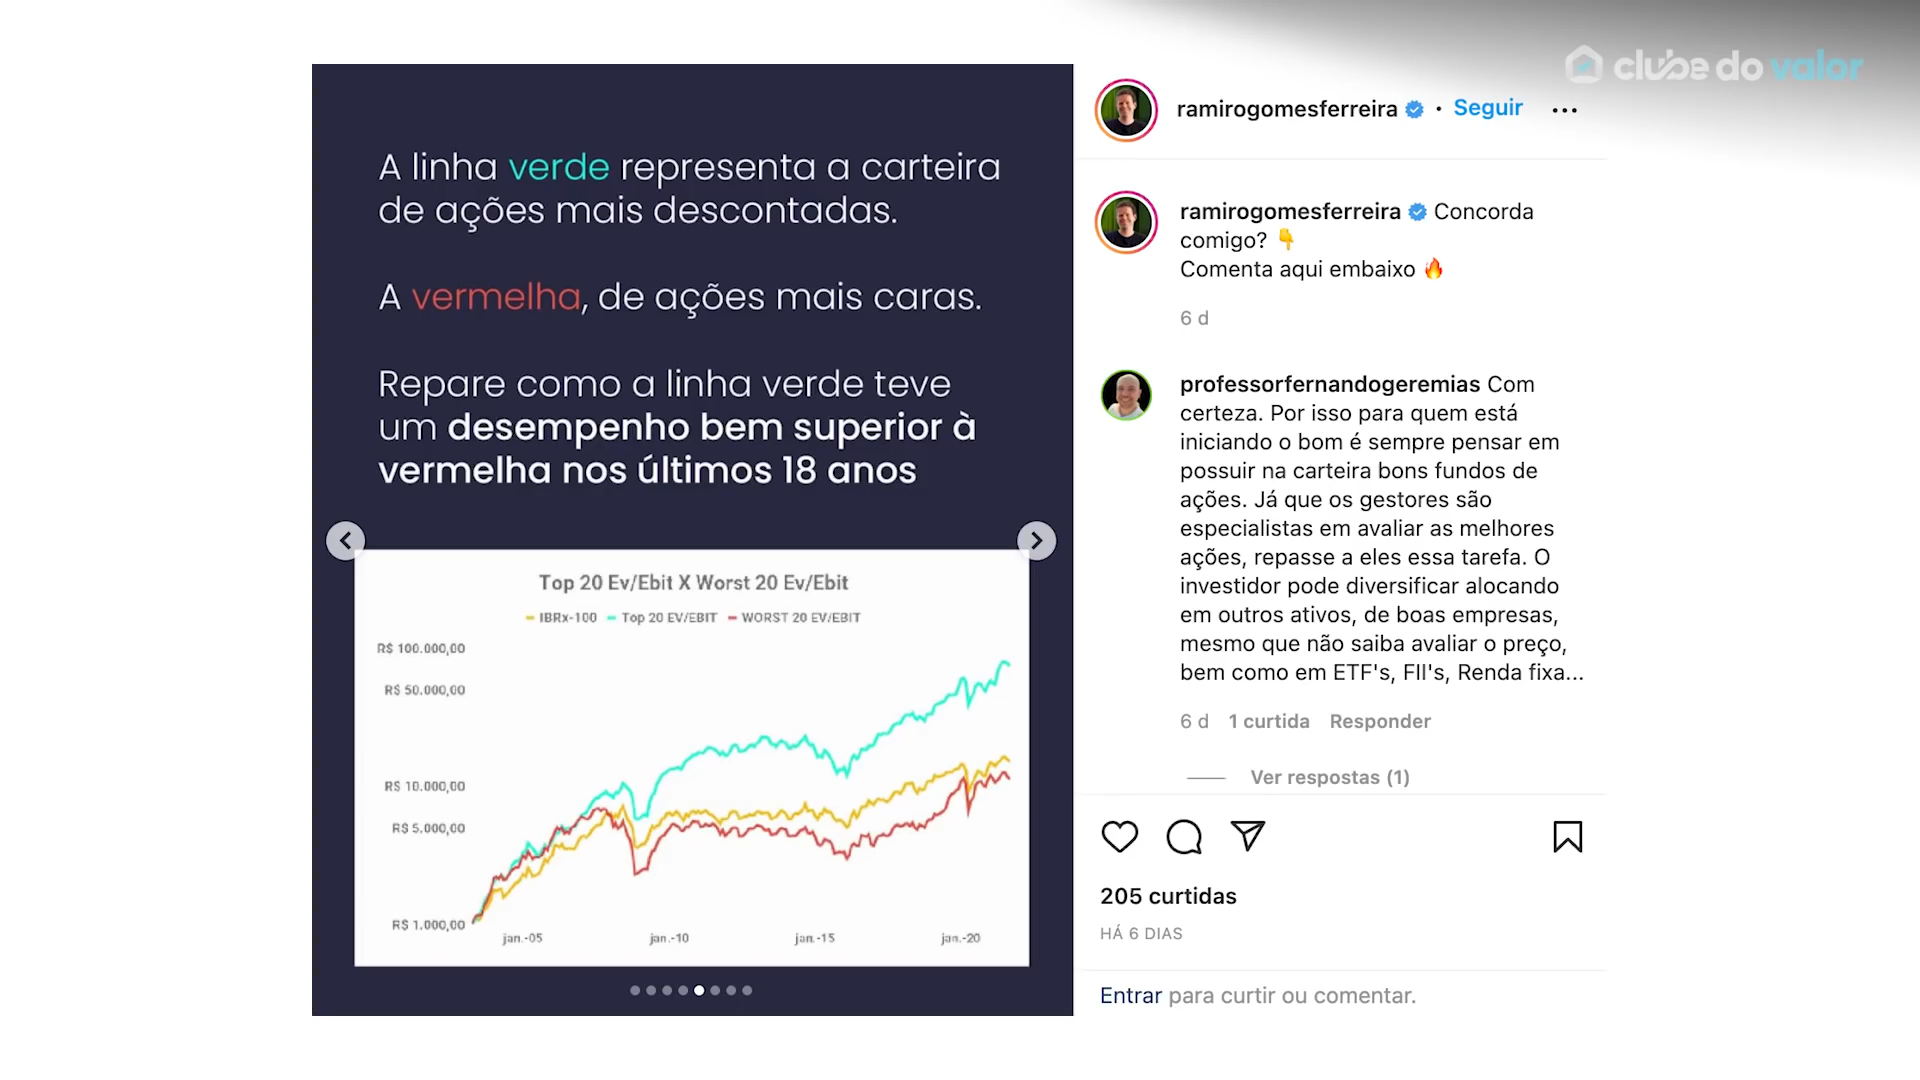 clube do valor
A linha verde representa a carteira
de ações mais descontadas.
A vermelha, de ações mais caras.
Repare como a linha verde teve
um desempenho bem superior à
vermelha nos últimos 18 anos
Top 20 Ev/Ebit X Worst 20 Ev/Ebit
IBRx-100 Top 20 EV/EBIT WORST 20 EV/EBIT
R$ 100.000,00
R$ 50.000,00
R$ 10.000,00
R$ 5.000,00
R$ 1.000,00
jan.-05 jan.-10 jan.-15 jan.-20
ramirogomesferreira • Seguir ...
ramirogomesferreira Concorda
comigo? 👇
Comenta aqui embaixo 🔥
6 d
professorfernandogeremias Com
certeza. Por isso para quem está
iniciando o bom é sempre pensar em
possuir na carteira bons fundos de
ações. Já que os gestores são
especialistas em avaliar as melhores
ações, repasse a eles essa tarefa. O
investidor pode diversificar alocando
em outros ativos, de boas empresas,
mesmo que não saiba avaliar o preço,
bem como em ETF's, FII's, Renda fixa...
6 d 1 curtida Responder
Ver respostas (1)
205 curtidas
HÁ 6 DIAS
Entrar para curtir ou comentar.